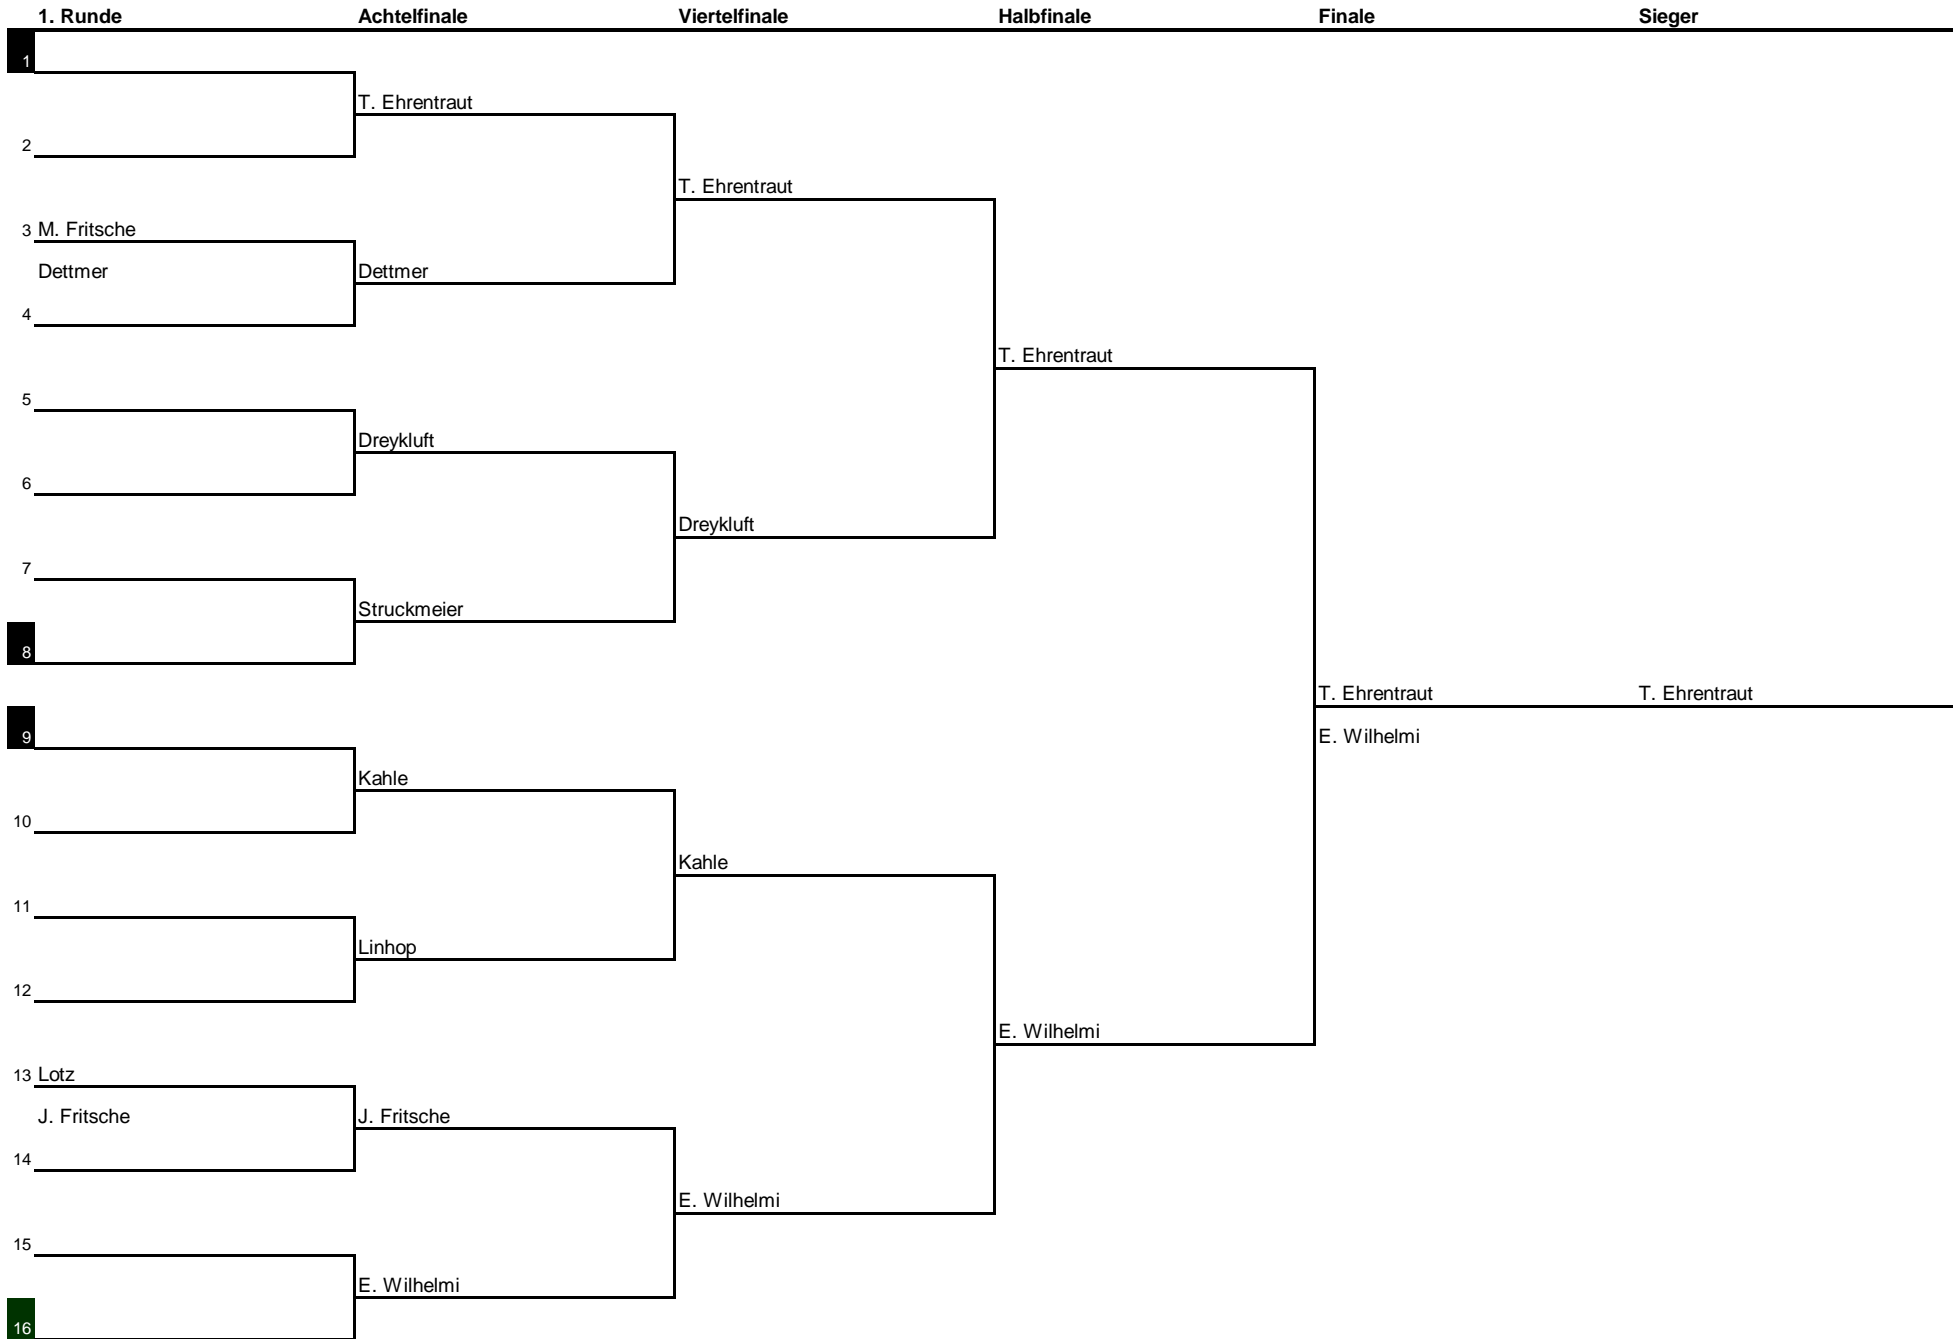 1. Runde Achtelfinale Viertelfinale Halbfinale Finale Sieger
1
T. Ehrentraut
2
T. Ehrentraut
3 M. Fritsche
Dettmer Dettmer
4
T. Ehrentraut
5
Dreykluft
6
Dreykluft
7
Struckmeier
8
T. Ehrentraut T. Ehrentraut
9 E. Wilhelmi
Kahle
10
Kahle
11
Linhop
12
E. Wilhelmi
13 Lotz
J. Fritsche J. Fritsche
14
E. Wilhelmi
15
E. Wilhelmi
16